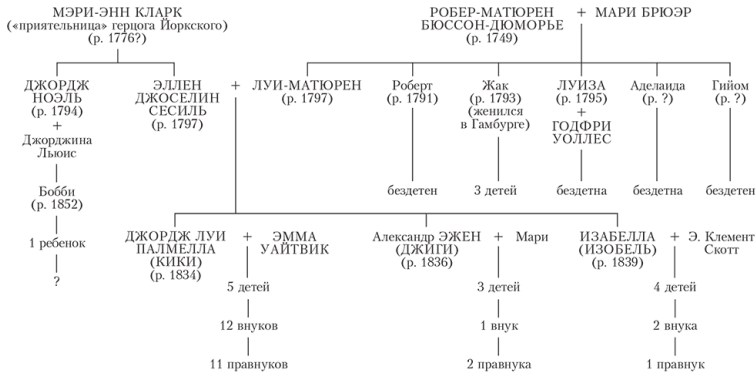 МЭРИ-ЭНН КЛАРК
(«приятельница» герцога Йоркского)
(р. 1776?)
РОБЕР-МАТЮРЕН
БЮССОН-ДЮМОРЬЕ
(р. 1749)
+ МАРИ БРЮЭР
ДЖОРДЖ
НОЭЛЬ
(р. 1794)
+
Джорджина
Льюис
Бобби
(р. 1852)
1 ребенок
?
ЭЛЛЕН
ДЖОСЕЛИН
СЕСИЛЬ
(р. 1797)
+
ЛУИ-МАТЮРЕН
(р. 1797)
Роберт
(р. 1791)
бездетен
Жак
(р. 1793)
(женился
в Гамбурге)
3 детей
ЛУИЗА
(р. 1795)
+
ГОДФРИ
УОЛЛЕС
бездетна
Аделаида
(р. ?)
бездетна
Гийом
(р. ?)
бездетен
ДЖОРДЖ ЛУИ
ПАЛМЕЛЛА
(КИКИ)
(р. 1834)
+
ЭММА
УАЙТВИК
5 детей
12 внуков
11 правнуков
Александр ЭЖЕН
(ДЖИГИ)
(р. 1836)
+ Мари
3 детей
1 внук
2 правнука
ИЗАБЕЛЛА
(ИЗОБЕЛЬ)
(р. 1839)
+ Э. Клемент
Скотт
4 детей
2 внука
1 правнук